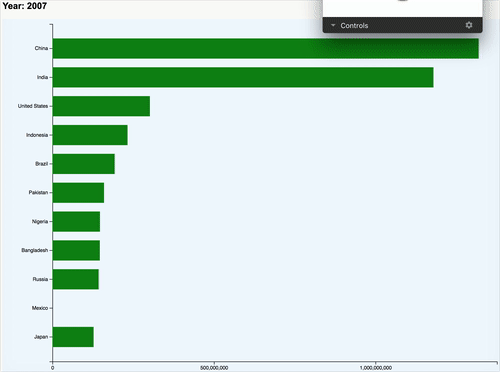 Year: 2007
Controls
China
India
United States
Indonesia
Brazil
Pakistan
Nigeria
Bangladesh
Russia
Mexico
Japan
0 500,000,000 1,000,000,000